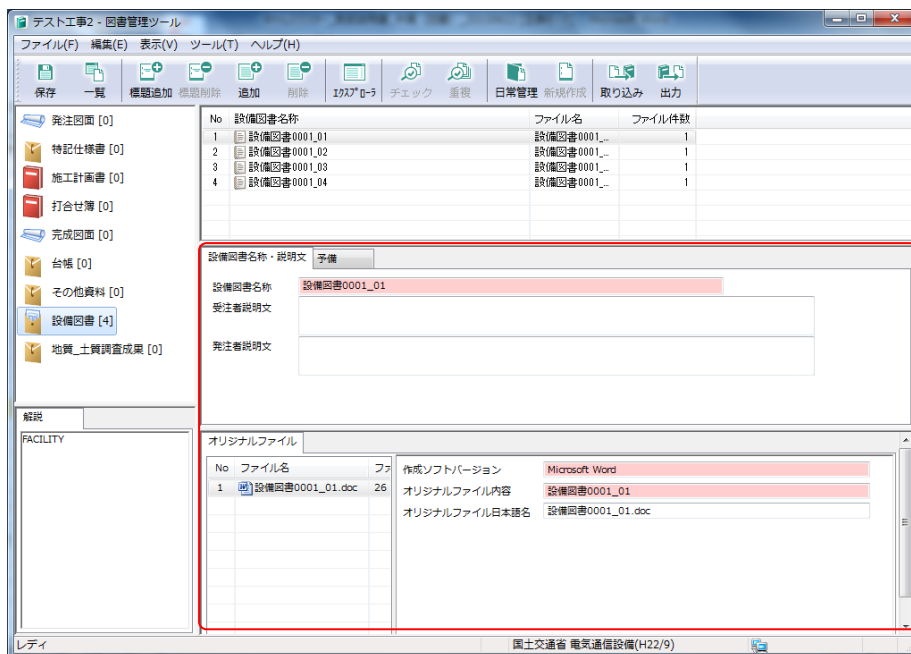 テスト工事2 - 図書管理ツール
ファイル(F) 編集(E) 表示(V) ツール(T) ヘルプ(H)
保存 一覧 標題追加 標題削除 追加 削除 ｴｸｽﾌﾟﾛｰﾗ チェック 重視 日常管理 新規作成 取り込み 出力
発注図面 [0]
特記仕様書 [0]
施工計画書 [0]
打合せ簿 [0]
完成図面 [0]
台帳 [0]
その他資料 [0]
設備図書 [4]
地質_土質調査成果 [0]
解説
FACILITY
No 設備図書名称 ファイル名 ファイル件数
1 設備図書0001_01 設備図書0001_... 1
2 設備図書0001_02 設備図書0001_... 1
3 設備図書0001_03 設備図書0001_... 1
4 設備図書0001_04 設備図書0001_... 1
設備図書名称・説明文 予備
設備図書名称 設備図書0001_01
受注者説明文
発注者説明文
オリジナルファイル
No ファイル名 ファ
1 設備図書0001_01.doc 26
作成ソフトバージョン Microsoft Word
オリジナルファイル内容 設備図書0001_01
オリジナルファイル日本語名 設備図書0001_01.doc
レディ 国土交通省 電気通信設備(H22/9)